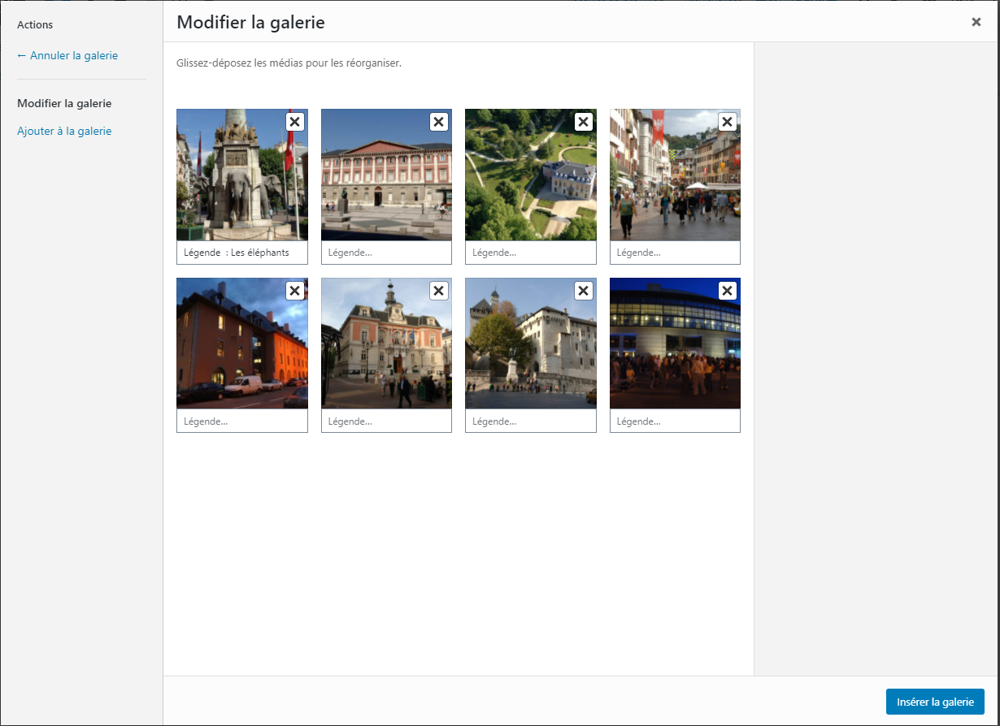 Actions
← Annuler la galerie
Modifier la galerie
Ajouter à la galerie
Modifier la galerie
Glissez-déposez les médias pour les réorganiser.
Légende : Les éléphants
Légende...
Légende...
Légende...
Légende...
Légende...
Légende...
Légende...
Insérer la galerie